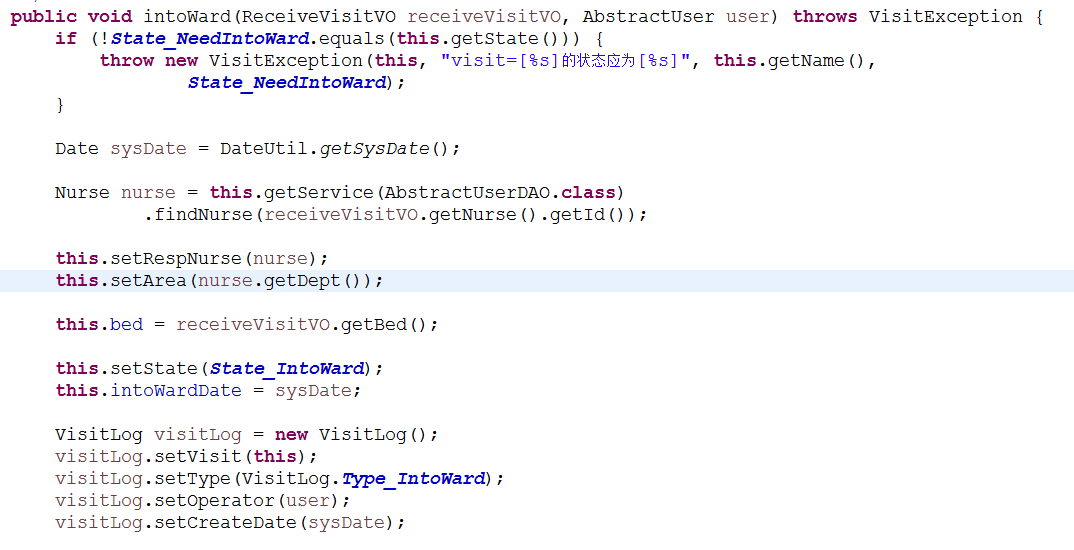 public void intoWard(ReceiveVisitVO receiveVisitVO, AbstractUser user) throws VisitException {
if (!State_NeedIntoWard.equals(this.getState())) {
throw new VisitException(this, "visit=[%s]的状态应为[%s]", this.getName(),
State_NeedIntoWard);
}
Date sysDate = DateUtil.getSysDate();
Nurse nurse = this.getService(AbstractUserDAO.class)
.findNurse(receiveVisitVO.getNurse().getId());
this.setRespNurse(nurse);
this.setArea(nurse.getDept());
this.bed = receiveVisitVO.getBed();
this.setState(State_IntoWard);
this.intoWardDate = sysDate;
VisitLog visitLog = new VisitLog();
visitLog.setVisit(this);
visitLog.setType(VisitLog.Type_IntoWard);
visitLog.setOperator(user);
visitLog.setCreateDate(sysDate);